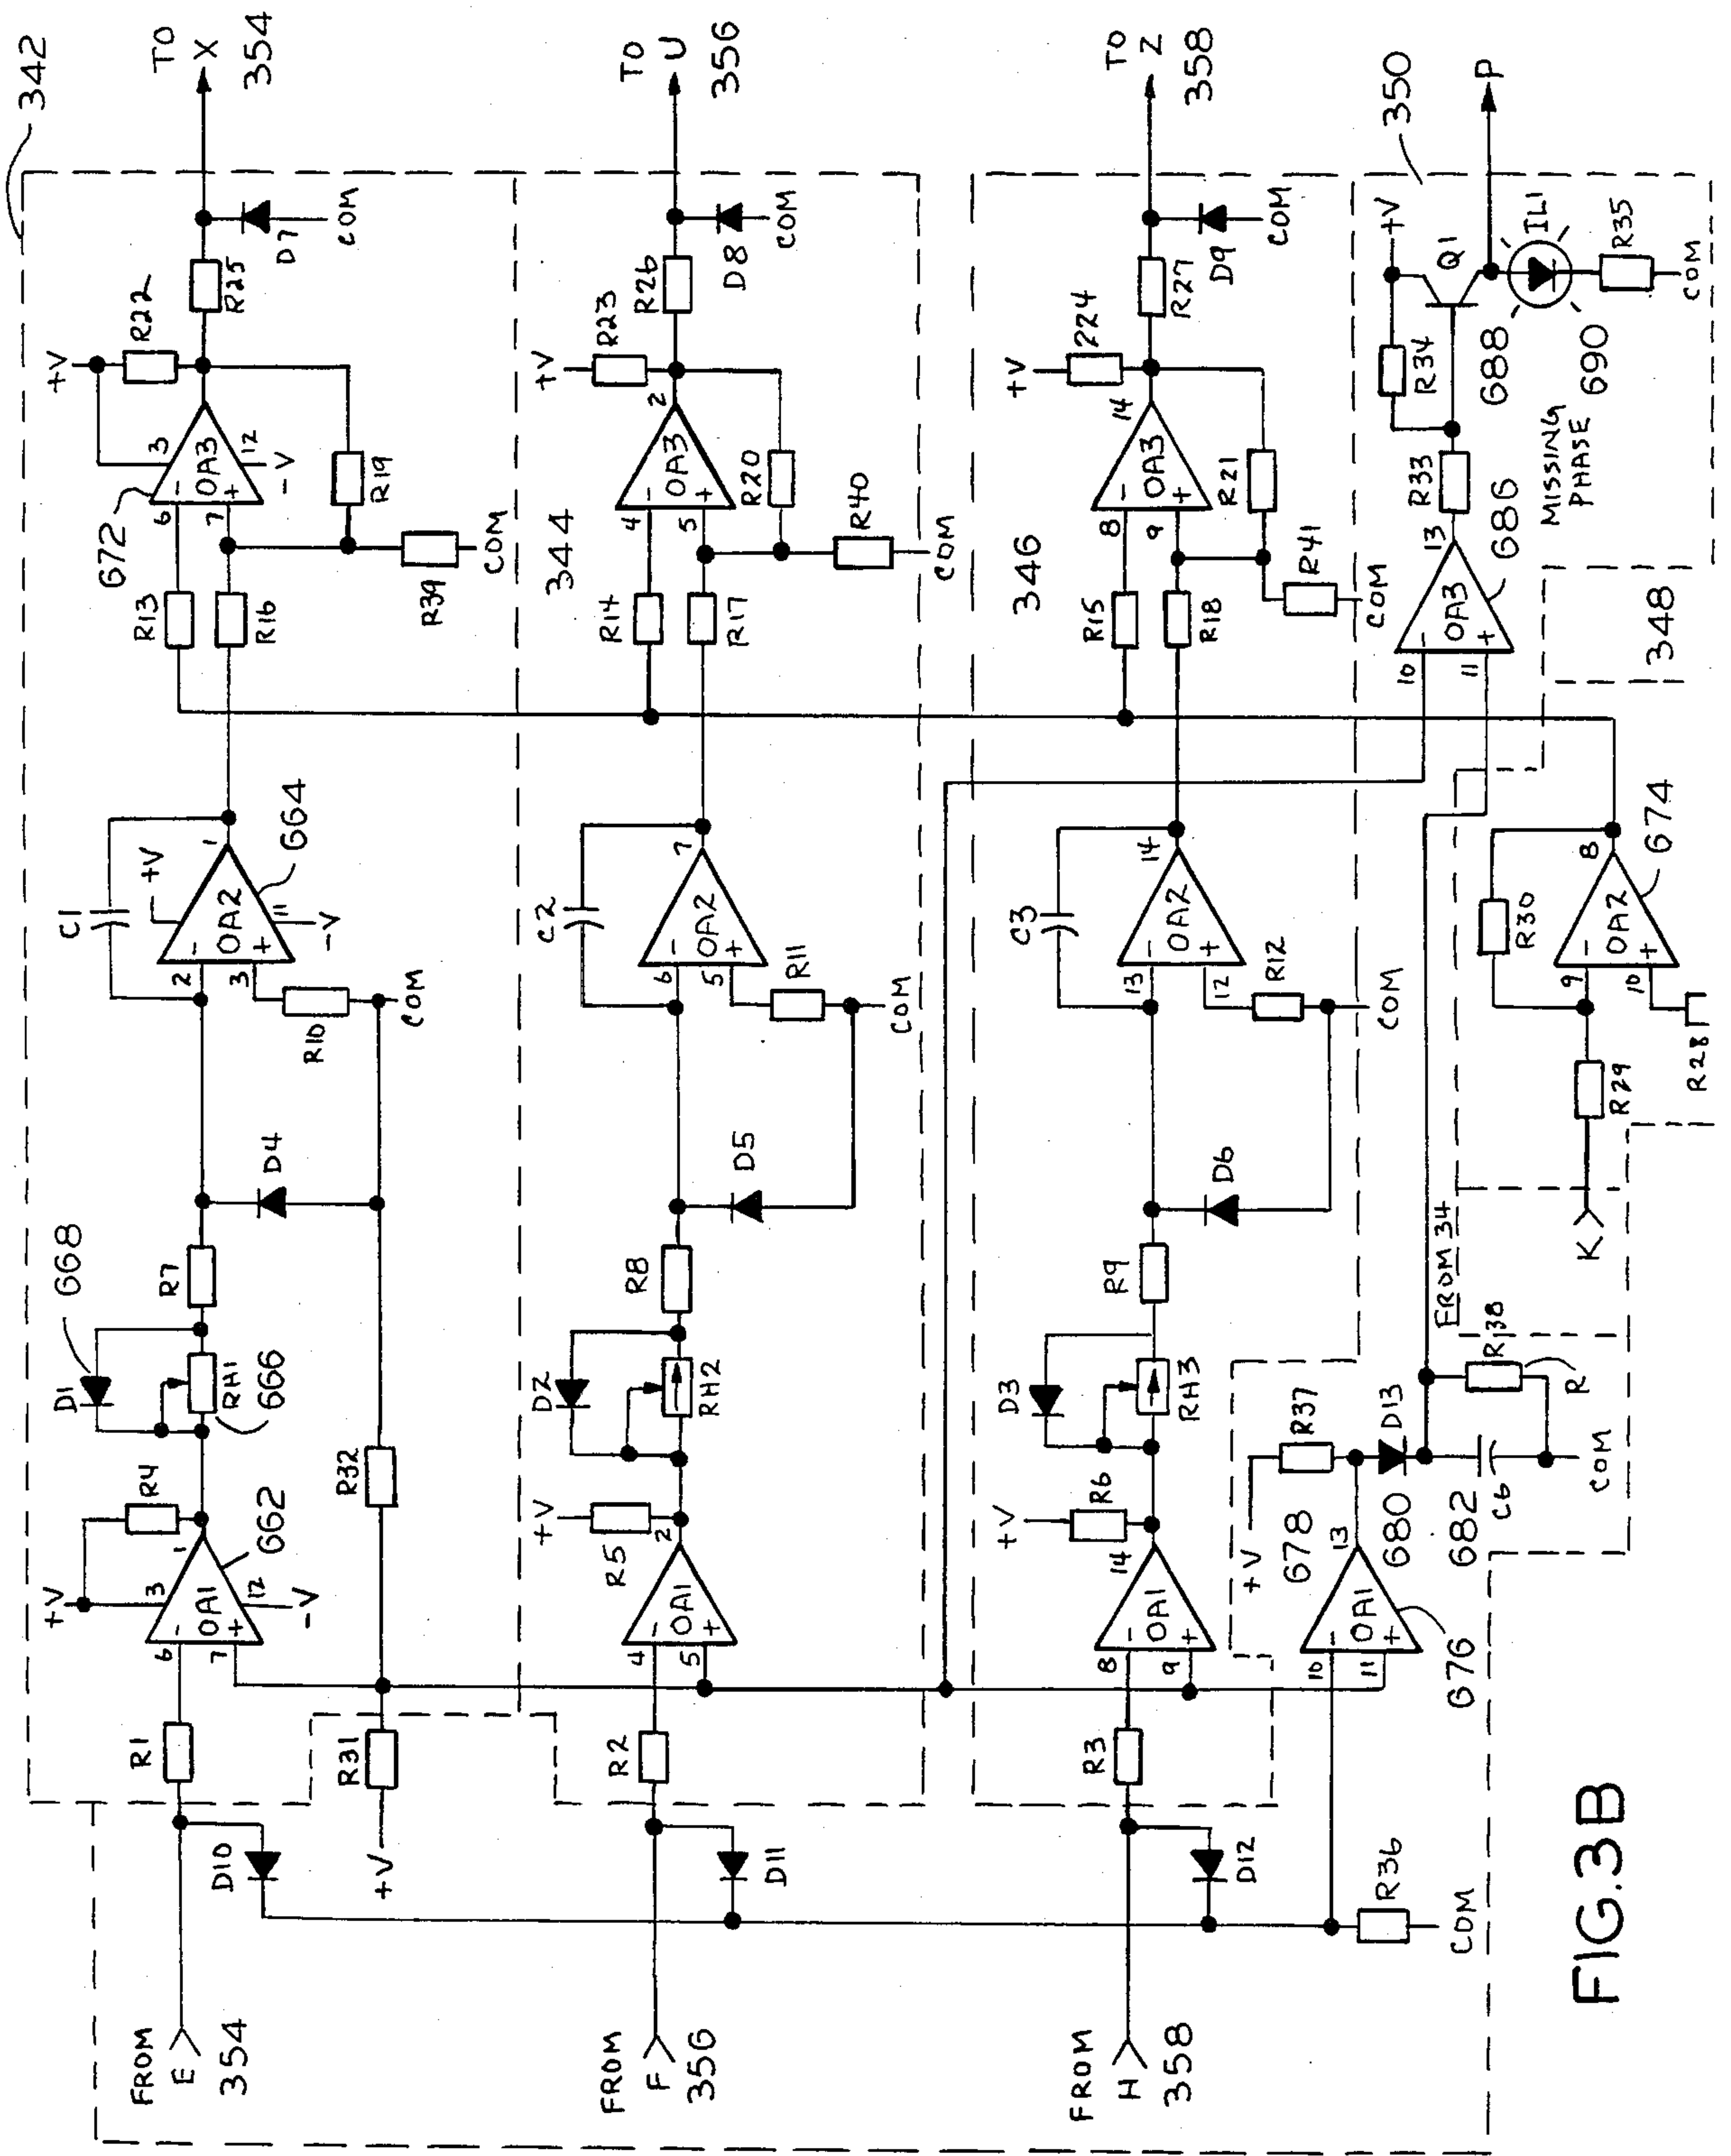 342
TO
X
354
+V
R22
R25
D7
COM
3
6
7
-
+
OA3
12
-V
672
R13
R16
R19
R39
COM
C1
+V
1
664
2
3
-
+
OA2
11
-V
R10
COM
668
D1
R7
D4
RH1
666
R4
R32
+V
3
1
662
6
7
-
+
OA1
12
-V
R1
R31
+V
D10
FROM
E
354
TO
U
356
+V
R23
R26
D8
COM
2
4
5
-
+
OA3
344
R14
R17
R20
R40
COM
C2
7
6
5
-
+
OA2
R11
COM
D2
R8
D5
RH2
+V
R5
2
4
5
-
+
OA1
R2
D11
FROM
F
356
TO
Z
358
+V
224
R27
D9
COM
14
8
9
-
+
OA3
346
R15
R18
R21
R41
COM
C3
14
13
12
-
+
OA2
R12
COM
D3
R9
D6
RH3
+V
R6
14
8
9
-
+
OA1
R3
D12
FROM
H
358
350
P
+V
Q1
IL1
R35
COM
R34
688
690
MISSING
PHASE
R33
13
686
10
11
-
+
OA3
348
8
674
R30
9
10
-
+
OA2
R29
R28
K
FROM 34
R38
R
R37
D13
+V
678
680
682
C6
COM
13
10
11
-
+
OA1
676
R36
COM
FIG.3B